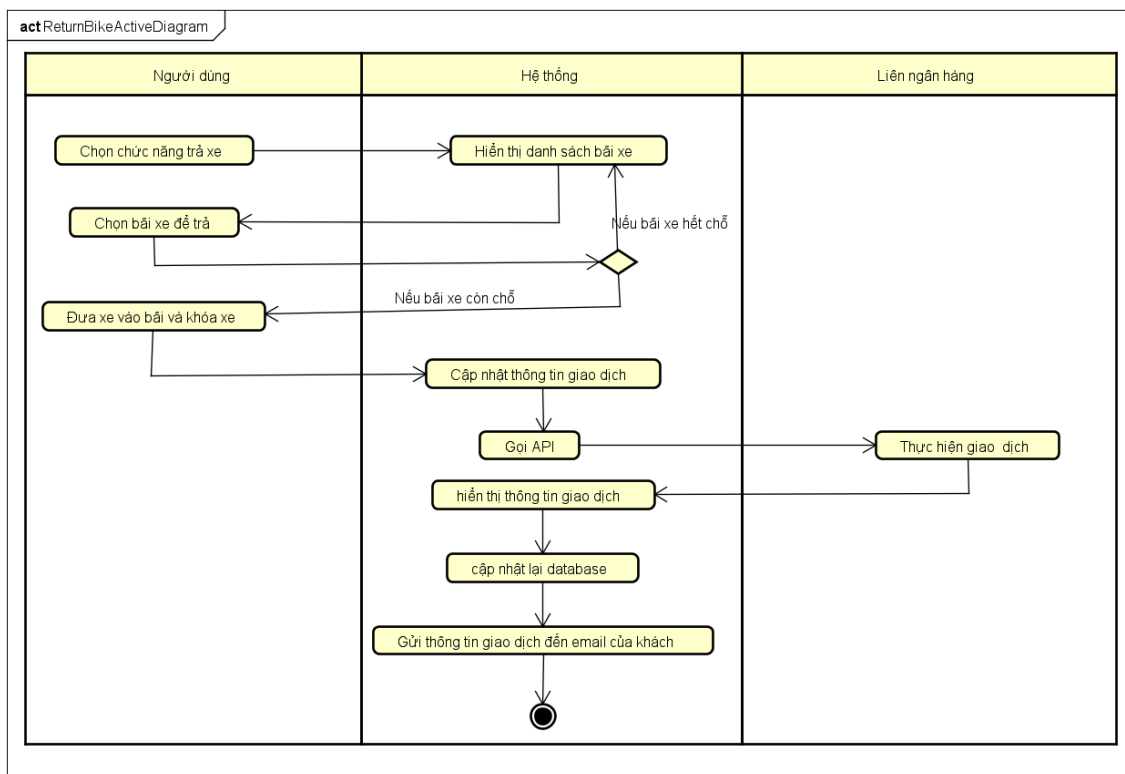 act ReturnBikeActiveDiagram
Người dùng
Hệ thống
Liên ngân hàng
Chọn chức năng trả xe
Hiển thị danh sách bãi xe
Chọn bãi xe để trả
Nếu bãi xe hết chỗ
Nếu bãi xe còn chỗ
Đưa xe vào bãi và khóa xe
Cập nhật thông tin giao dịch
Gọi API
Thực hiện giao dịch
hiển thị thông tin giao dịch
cập nhật lại database
Gửi thông tin giao dịch đến email của khách